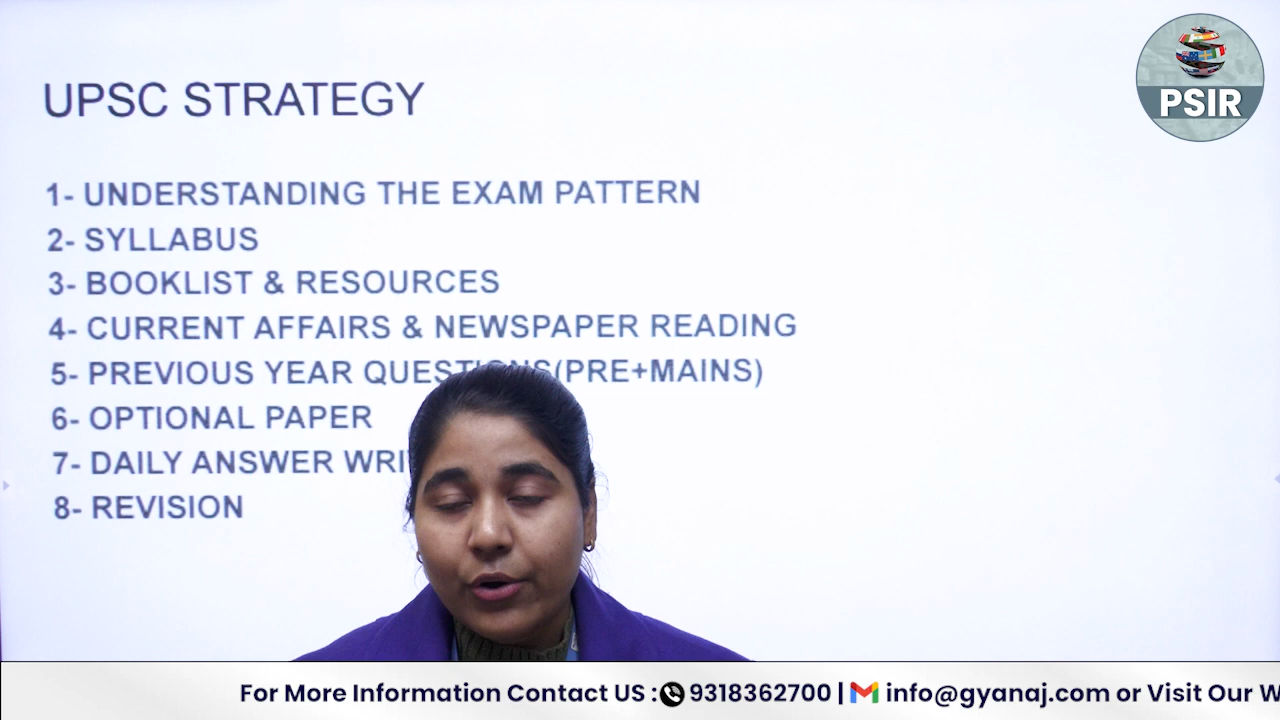 PSIR
UPSC STRATEGY
1- UNDERSTANDING THE EXAM PATTERN
2- SYLLABUS
3- BOOKLIST & RESOURCES
4- CURRENT AFFAIRS & NEWSPAPER READING
5- PREVIOUS YEAR QUESTIONS(PRE+MAINS)
6- OPTIONAL PAPER
7- DAILY ANSWER
8- REVISION
For More Information Contact US : 9318362700 | info@gyanaj.com or Visit Our